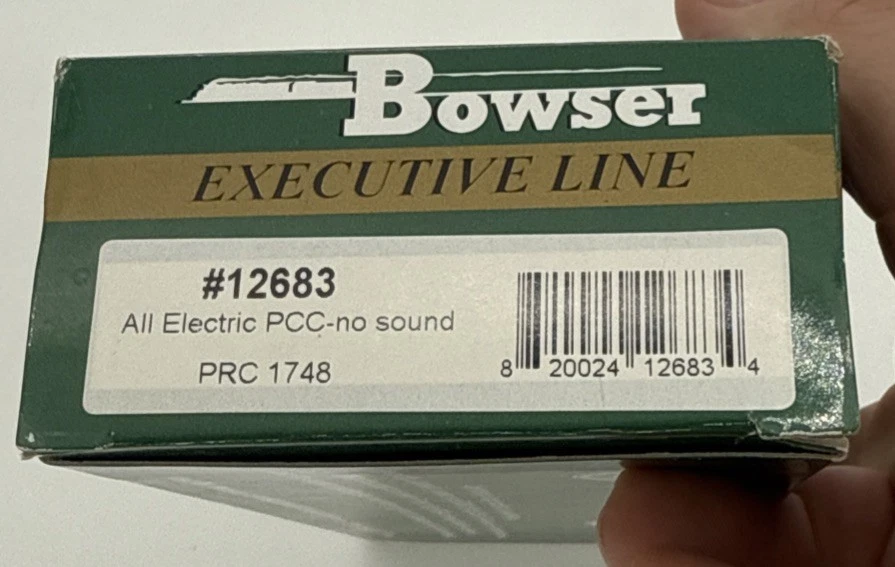 Bowser
EXECUTIVE LINE
#12683
All Electric PCC-no sound
PRC 1748
8 20024 12683 4